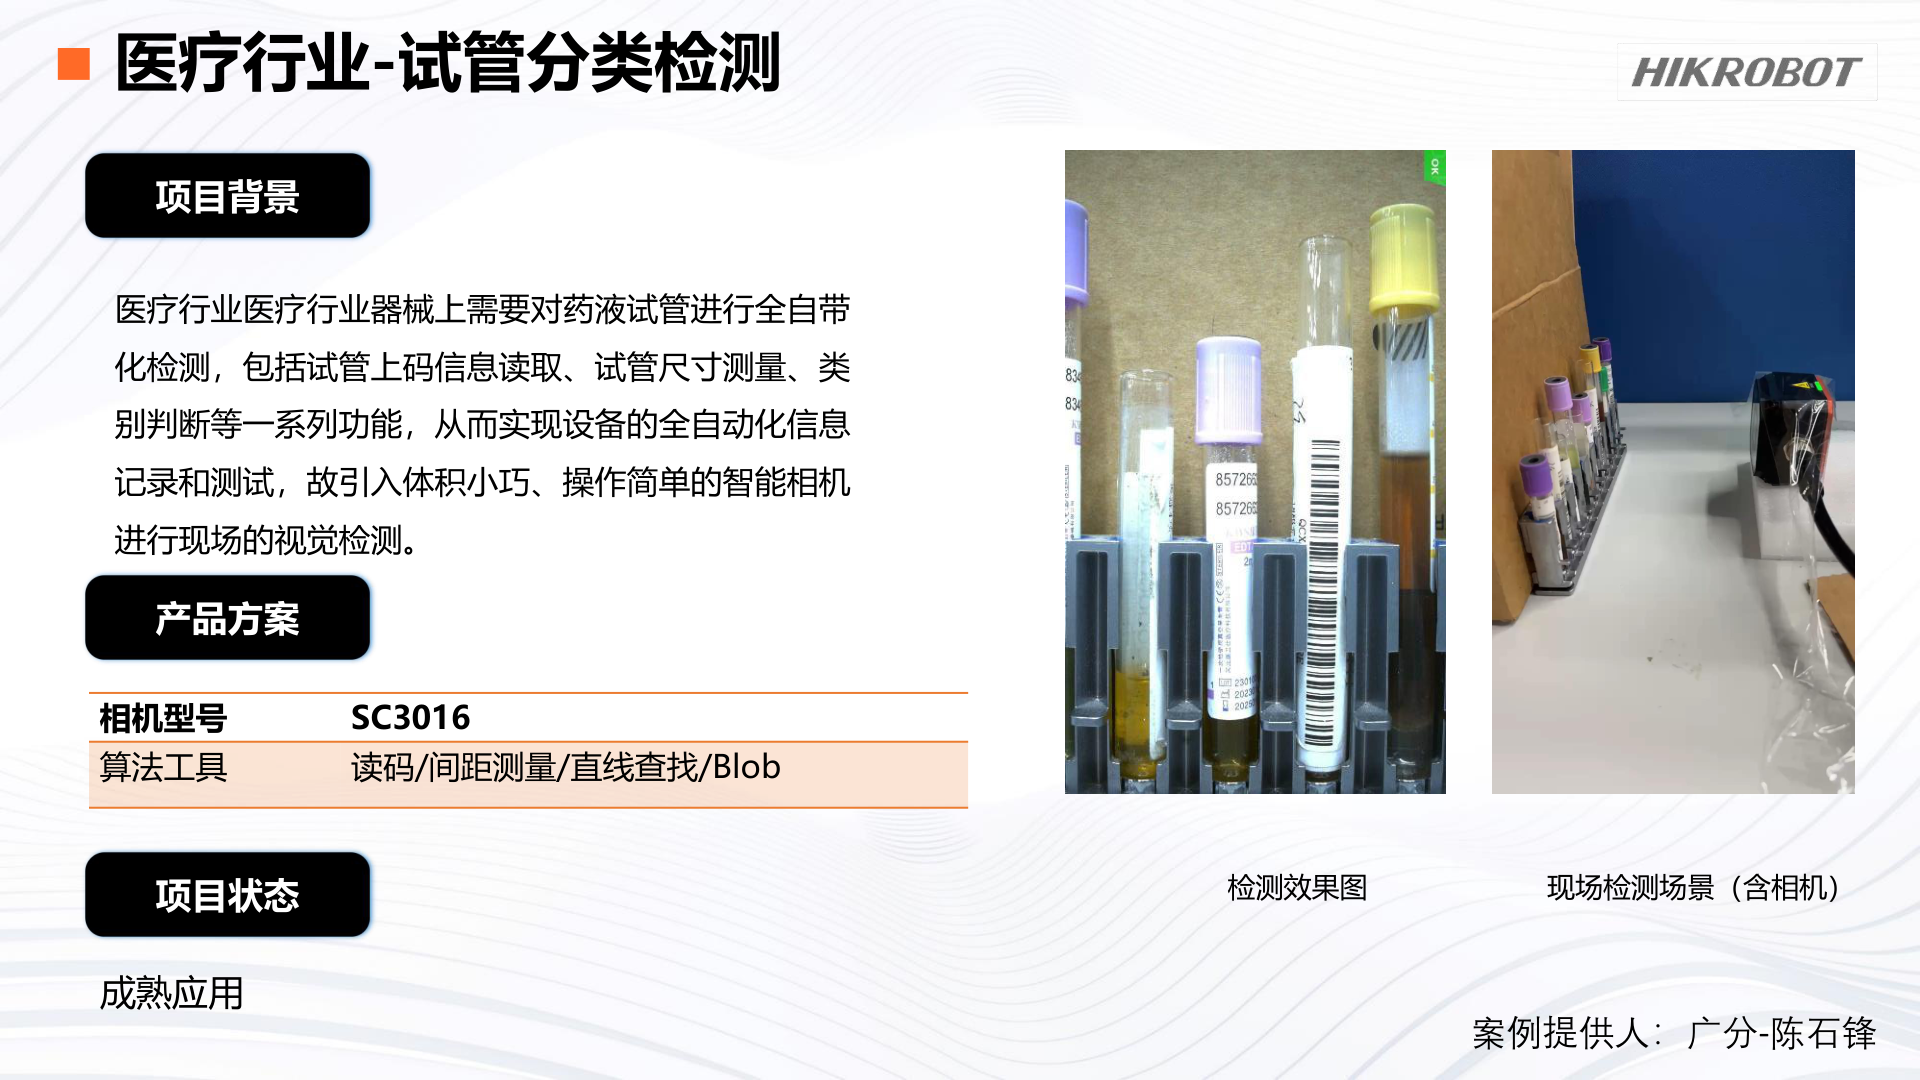 医疗行业-试管分类检测
HIKROBOT
项目背景
医疗行业医疗行业器械上需要对药液试管进行全自带
化检测，包括试管上码信息读取、试管尺寸测量、类
别判断等一系列功能，从而实现设备的全自动化信息
记录和测试，故引入体积小巧、操作简单的智能相机
进行现场的视觉检测。
产品方案
相机型号 SC3016
算法工具 读码/间距测量/直线查找/Blob
项目状态
成熟应用
OK
834
834
857266
857266
EDT
QCX
检测效果图
现场检测场景（含相机）
案例提供人：广分-陈石锋